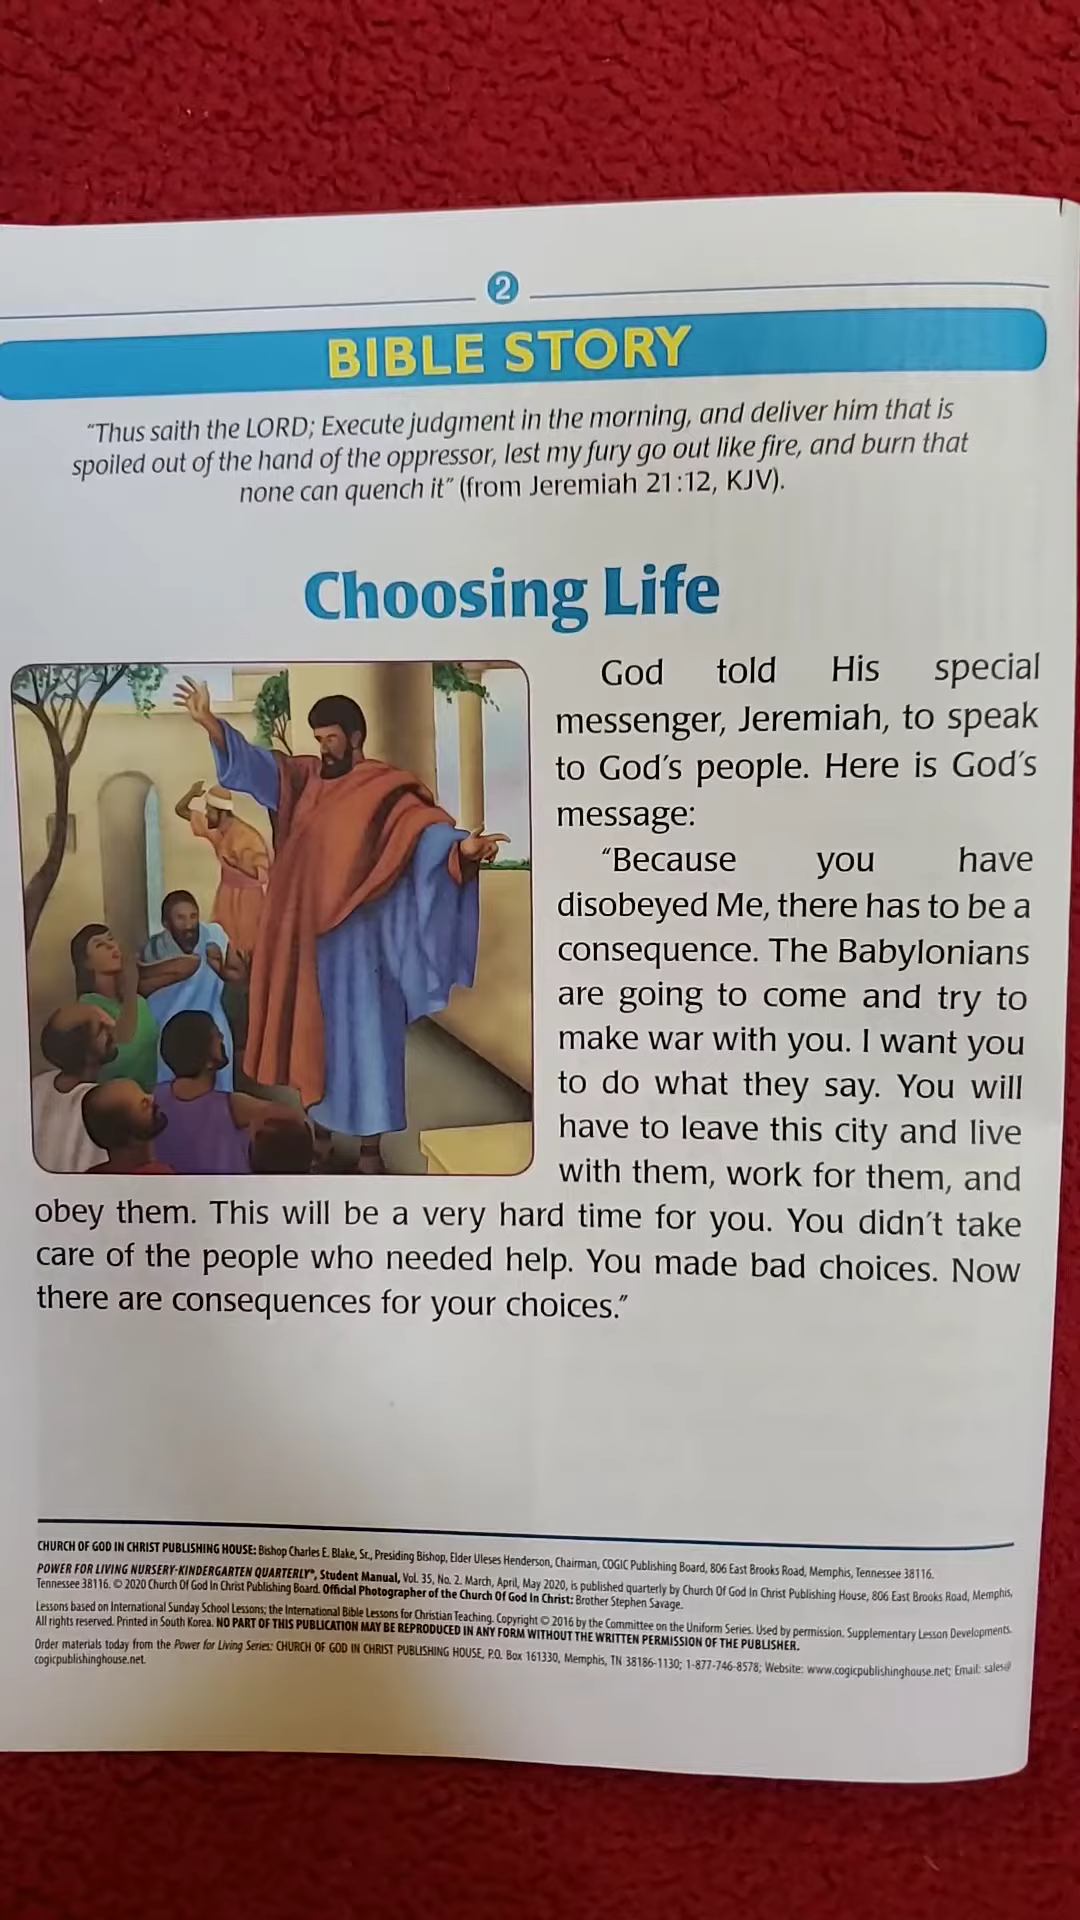 2
BIBLE STORY
“Thus saith the LORD; Execute judgment in the morning, and deliver him that is
spoiled out of the hand of the oppressor, lest my fury go out like fire, and burn that
none can quench it” (from Jeremiah 21:12, KJV).
Choosing Life
God told His special
messenger, Jeremiah, to speak
to God’s people. Here is God’s
message:
“Because you have
disobeyed Me, there has to be a
consequence. The Babylonians
are going to come and try to
make war with you. I want you
to do what they say. You will
have to leave this city and live
with them, work for them, and
obey them. This will be a very hard time for you. You didn’t take
care of the people who needed help. You made bad choices. Now
there are consequences for your choices.”
CHURCH OF GOD IN CHRIST PUBLISHING HOUSE: Bishop Charles E. Blake, Sr., Presiding Bishop, Elder Uleses Henderson, Chairman, COGIC Publishing Board, 806 East Brooks Road, Memphis, Tennessee 38116.
POWER FOR LIVING NURSERY-KINDERGARTEN QUARTERLY®, Student Manual, Vol. 35, No. 2. March, April, May 2020, is published quarterly by Church Of God In Christ Publishing House, 806 East Brooks Road, Memphis,
Tennessee 38116. © 2020 Church Of God In Christ Publishing Board. Official Photographer of the Church Of God In Christ: Brother Stephen Savage.
Lessons based on International Sunday School Lessons; the International Bible Lessons for Christian Teaching. Copyright © 2016 by the Committee on the Uniform Series. Used by permission. Supplementary Lesson Developments.
All rights reserved. Printed in South Korea. NO PART OF THIS PUBLICATION MAY BE REPRODUCED IN ANY FORM WITHOUT THE WRITTEN PERMISSION OF THE PUBLISHER.
Order materials today from the Power for Living Series: CHURCH OF GOD IN CHRIST PUBLISHING HOUSE, P.O. Box 161330, Memphis, TN 38186-1130; 1-877-746-8578; Website: www.cogicpublishinghouse.net; Email: sales@
cogicpublishinghouse.net.